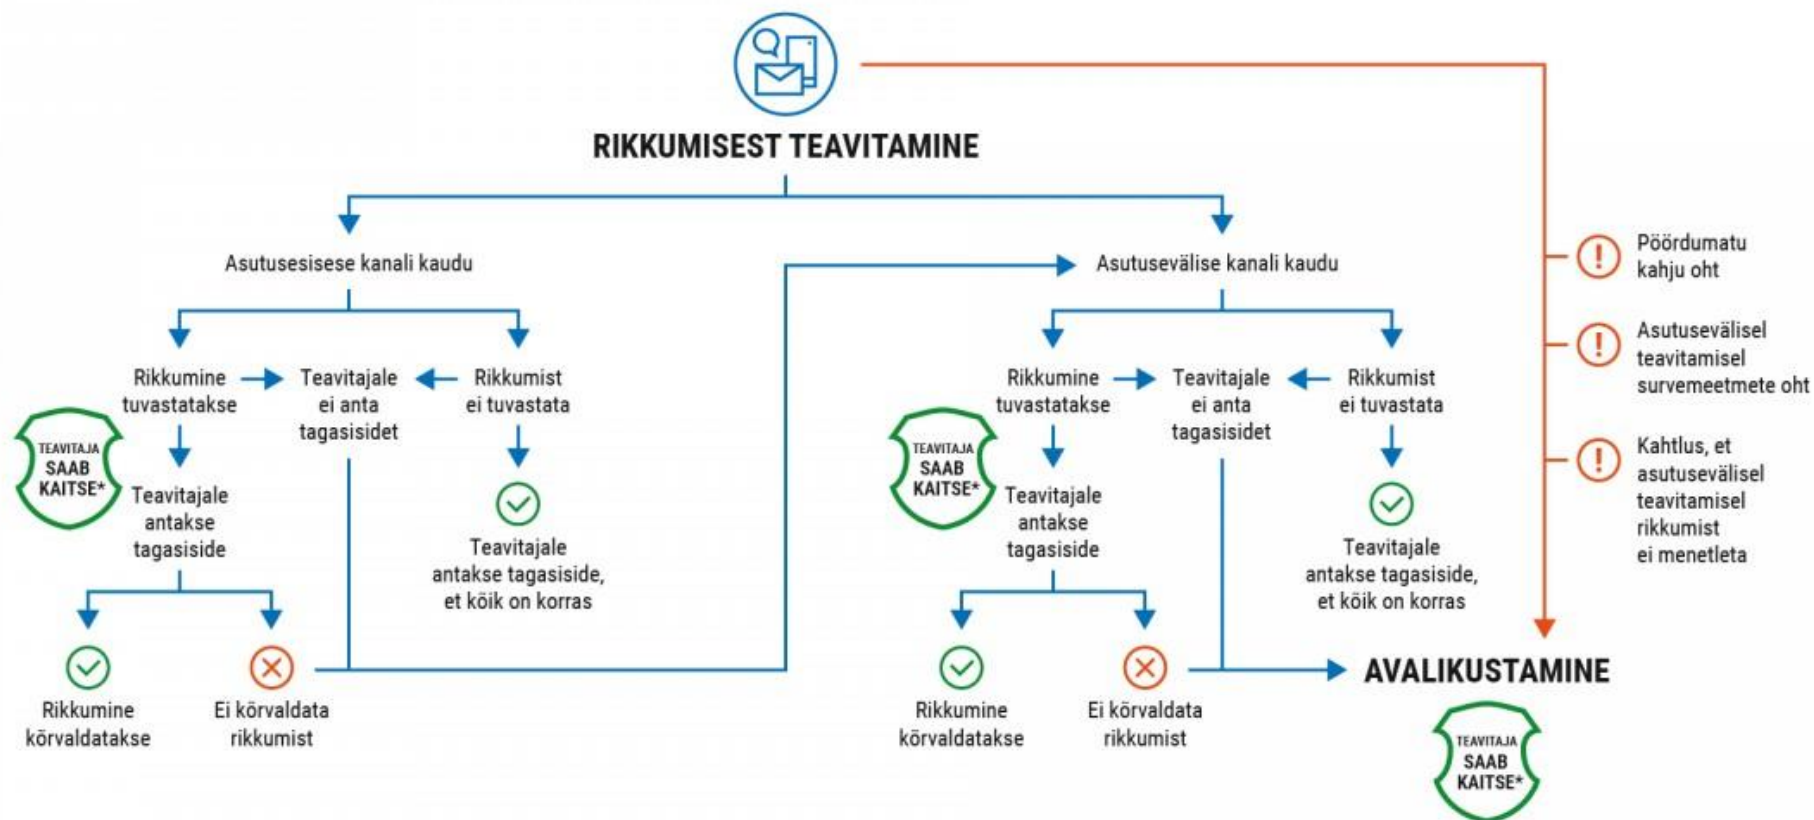 RIKKUMISEST TEAVITAMINE
Asutusesisese kanali kaudu
Rikkumine
tuvastatakse
Teavitajale
ei anta
tagasisidet
Rikkumist
ei tuvastata
TEAVITAJA
SAAB
KAITSE*
Teavitajale
antakse
tagasiside
Teavitajale
antakse tagasiside,
et kõik on korras
Rikkumine
kõrvaldatakse
Ei kõrvaldata
rikkumist
Asutusevälise kanali kaudu
Rikkumine
tuvastatakse
Teavitajale
ei anta
tagasisidet
Rikkumist
ei tuvastata
TEAVITAJA
SAAB
KAITSE*
Teavitajale
antakse
tagasiside
Teavitajale
antakse tagasiside,
et kõik on korras
Rikkumine
kõrvaldatakse
Ei kõrvaldata
rikkumist
Pöördumatu
kahju oht
Asutusevälisel
teavitamisel
survemeetmete oht
Kahtlus, et
asutusevälisel
teavitamisel
rikkumist
ei menetleta
AVALIKUSTAMINE
TEAVITAJA
SAAB
KAITSE*